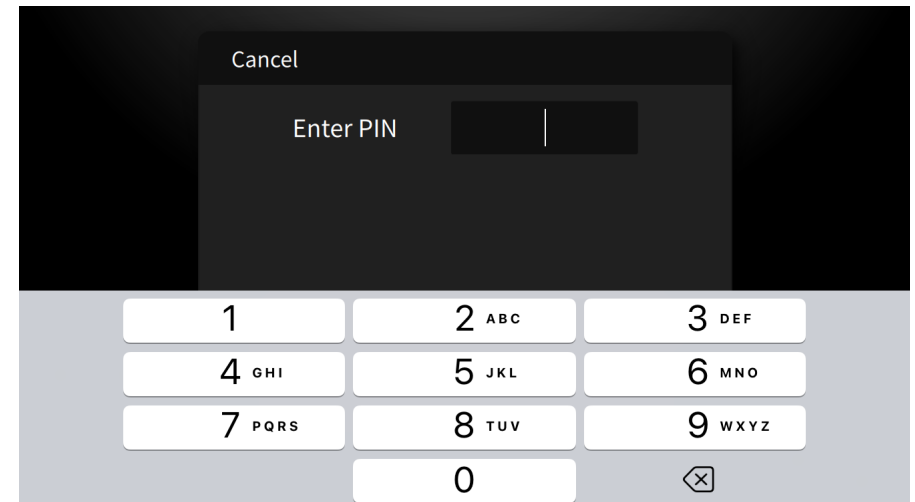 Cancel
Enter PIN
1
2 ABC
3 DEF
4 GHI
5 JKL
6 MNO
7 PQRS
8 TUV
9 WXYZ
0